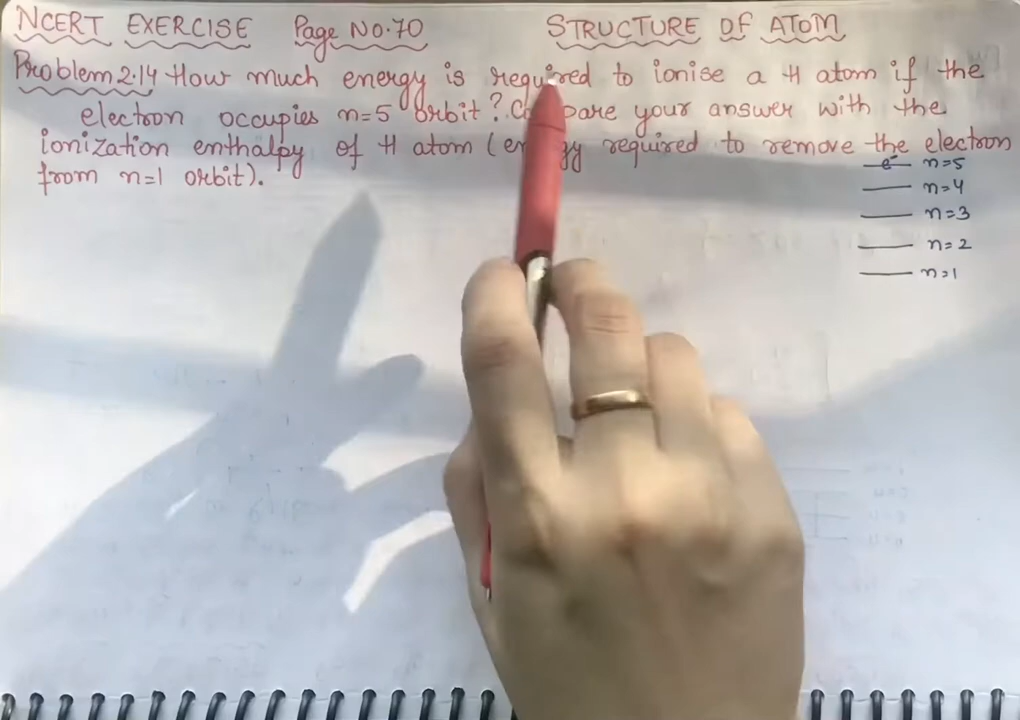 NCERT EXERCISE Page No.70 STRUCTURE OF ATOM
Problem 2.14 How much energy is required to ionise a H atom if the
electron occupies n=5 orbit? pare your answer with the
ionization enthalpy of H atom ( required to remove the electron
from n=1 orbit).
e⁻ n=5
n=4
n=3
n=2
n=1